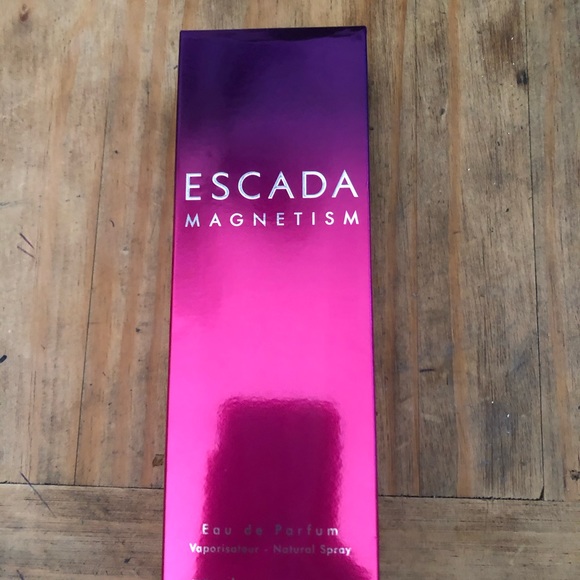 ESCADA
MAGNETISM
Eau de Parfum
Vaporisateur - Natural Spray